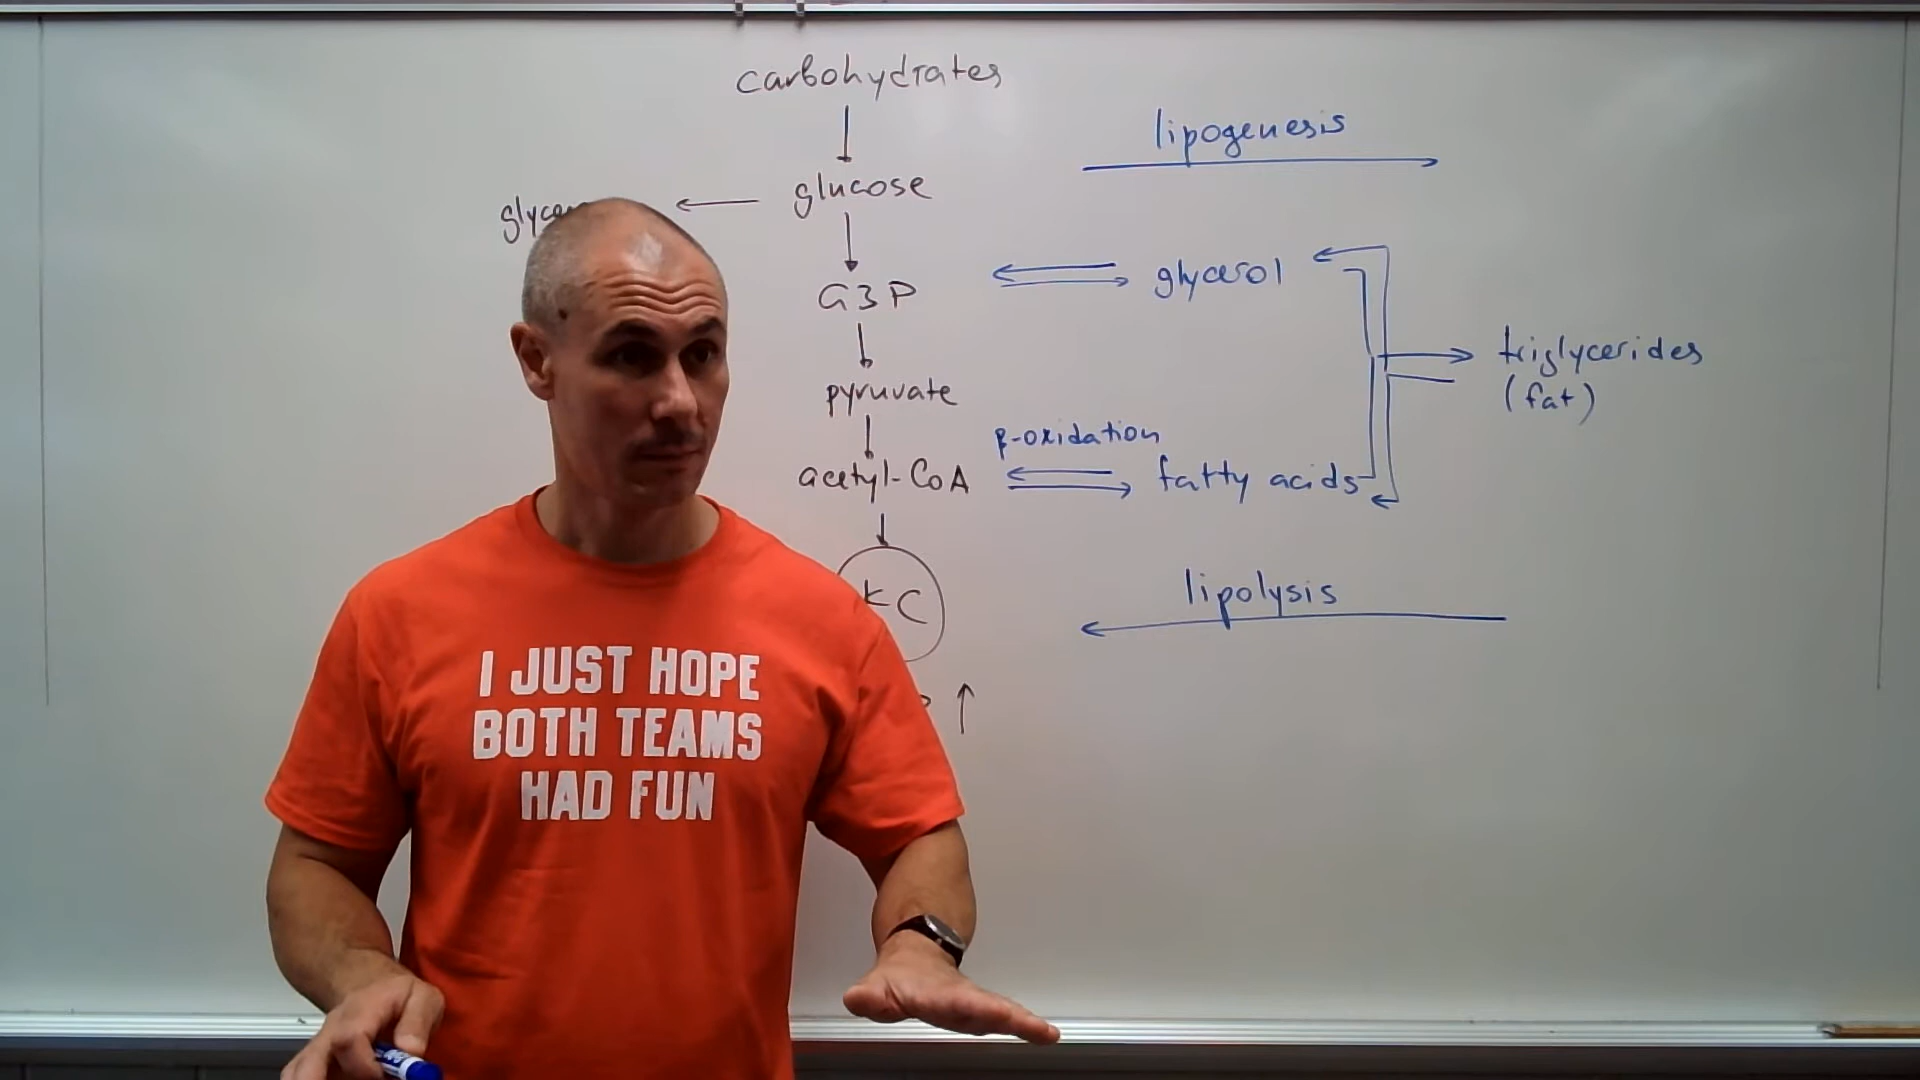 carbohydrates
lipogenesis
glucose
G3P
glycerol
triglycerides
(fat)
pyruvate
β-oxidation
acetyl-CoA
fatty acids
KC
lipolysis
I JUST HOPE
BOTH TEAMS
HAD FUN